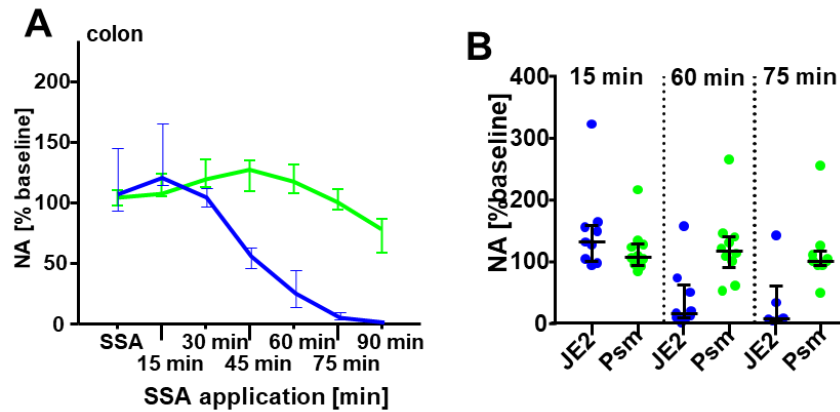 A
colon
200
150
100
50
0
NA [% baseline]
SSA 30 min 60 min 90 min
15 min 45 min 75 min
SSA application [min]
B
15 min 60 min 75 min
400
300
200
100
0
NA [%baseline]
JE2 Psm JE2 Psm JE2 Psm